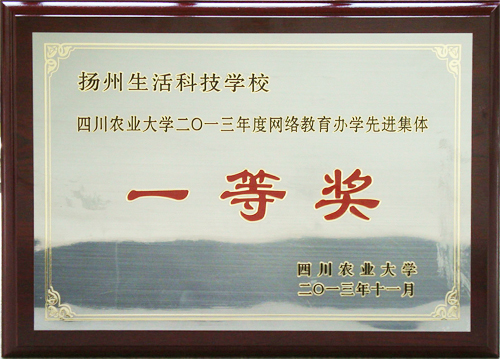 扬州生活科技学校
四川农业大学二〇一三年度网络教育办学先进集体
一等奖
四川农业大学
二〇一三年十一月